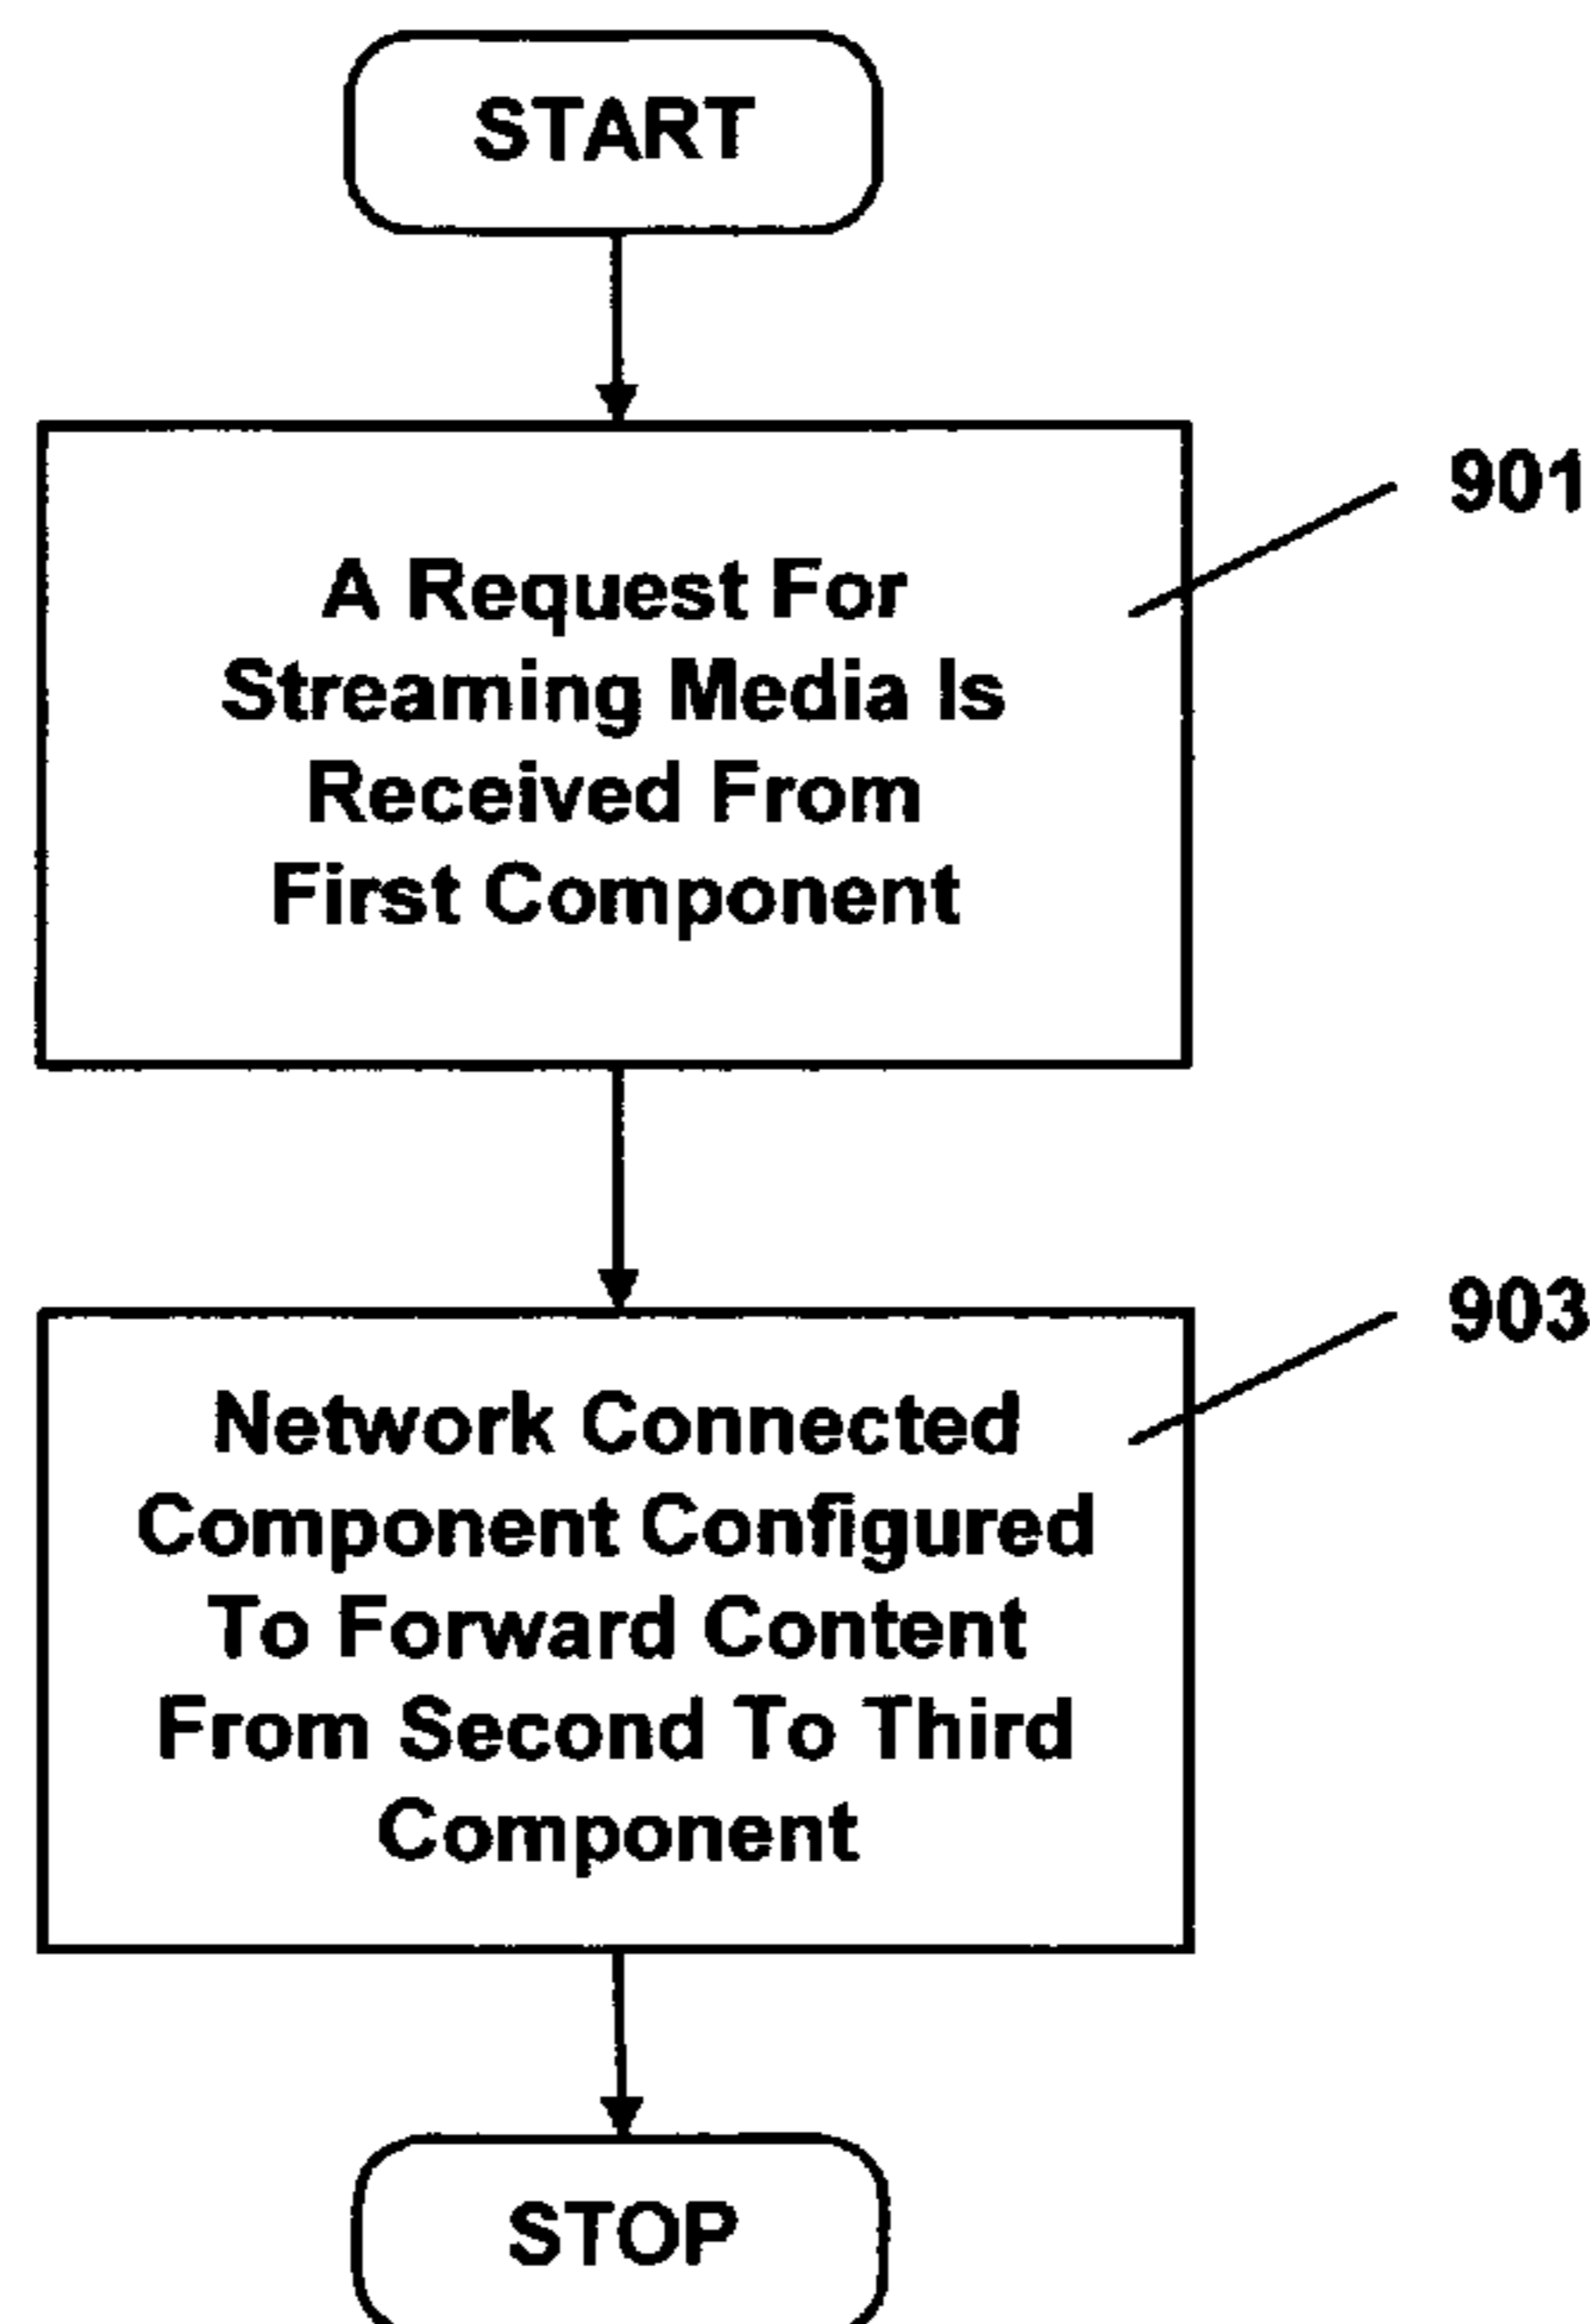 START
901
A Request For
Streaming Media Is
Received From
First Component
903
Network Connected
Component Configured
To Forward Content
From Second To Third
Component
STOP